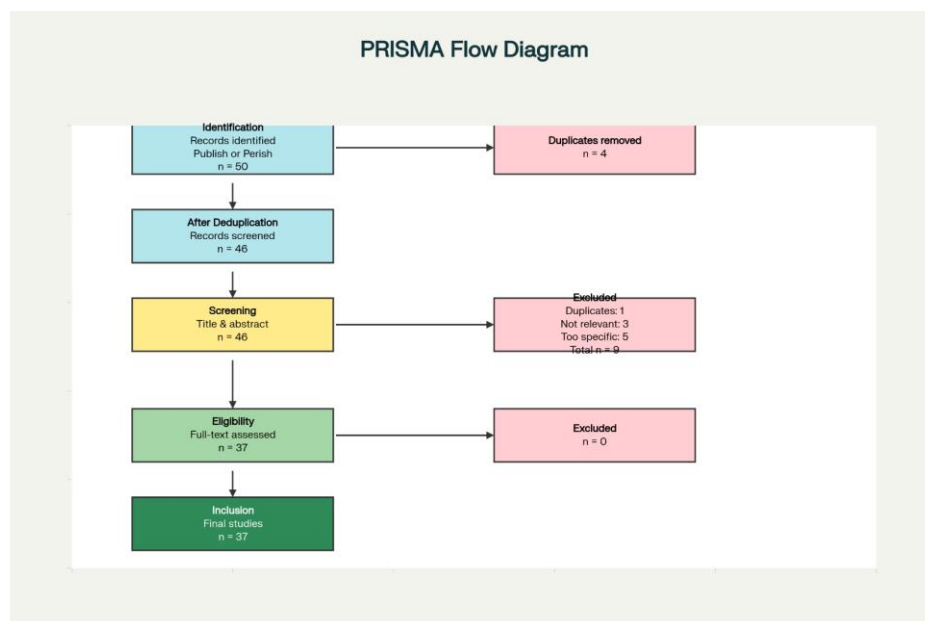 PRISMA Flow Diagram
Identification
Records identified
Publish or Perish
n = 50
Duplicates removed
n = 4
After Deduplication
Records screened
n = 46
Screening
Title & abstract
n = 46
Excluded
Duplicates: 1
Not relevant: 3
Too specific: 5
Total n = 9
Eligibility
Full-text assessed
n = 37
Excluded
n = 0
Inclusion
Final studies
n = 37